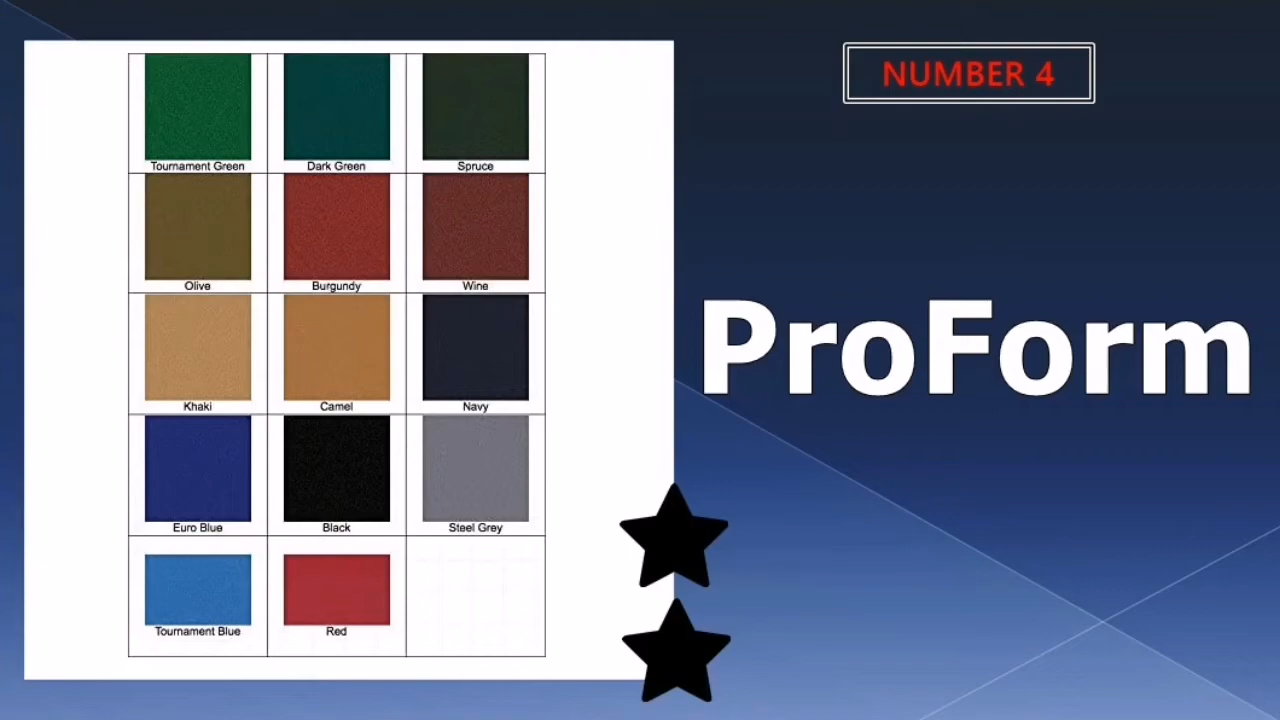 NUMBER 4
Tournament Green
Dark Green
Spruce
Olive
Burgundy
Wine
Khaki
Camel
Navy
Euro Blue
Black
Steel Grey
Tournament Blue
Red
ProForm